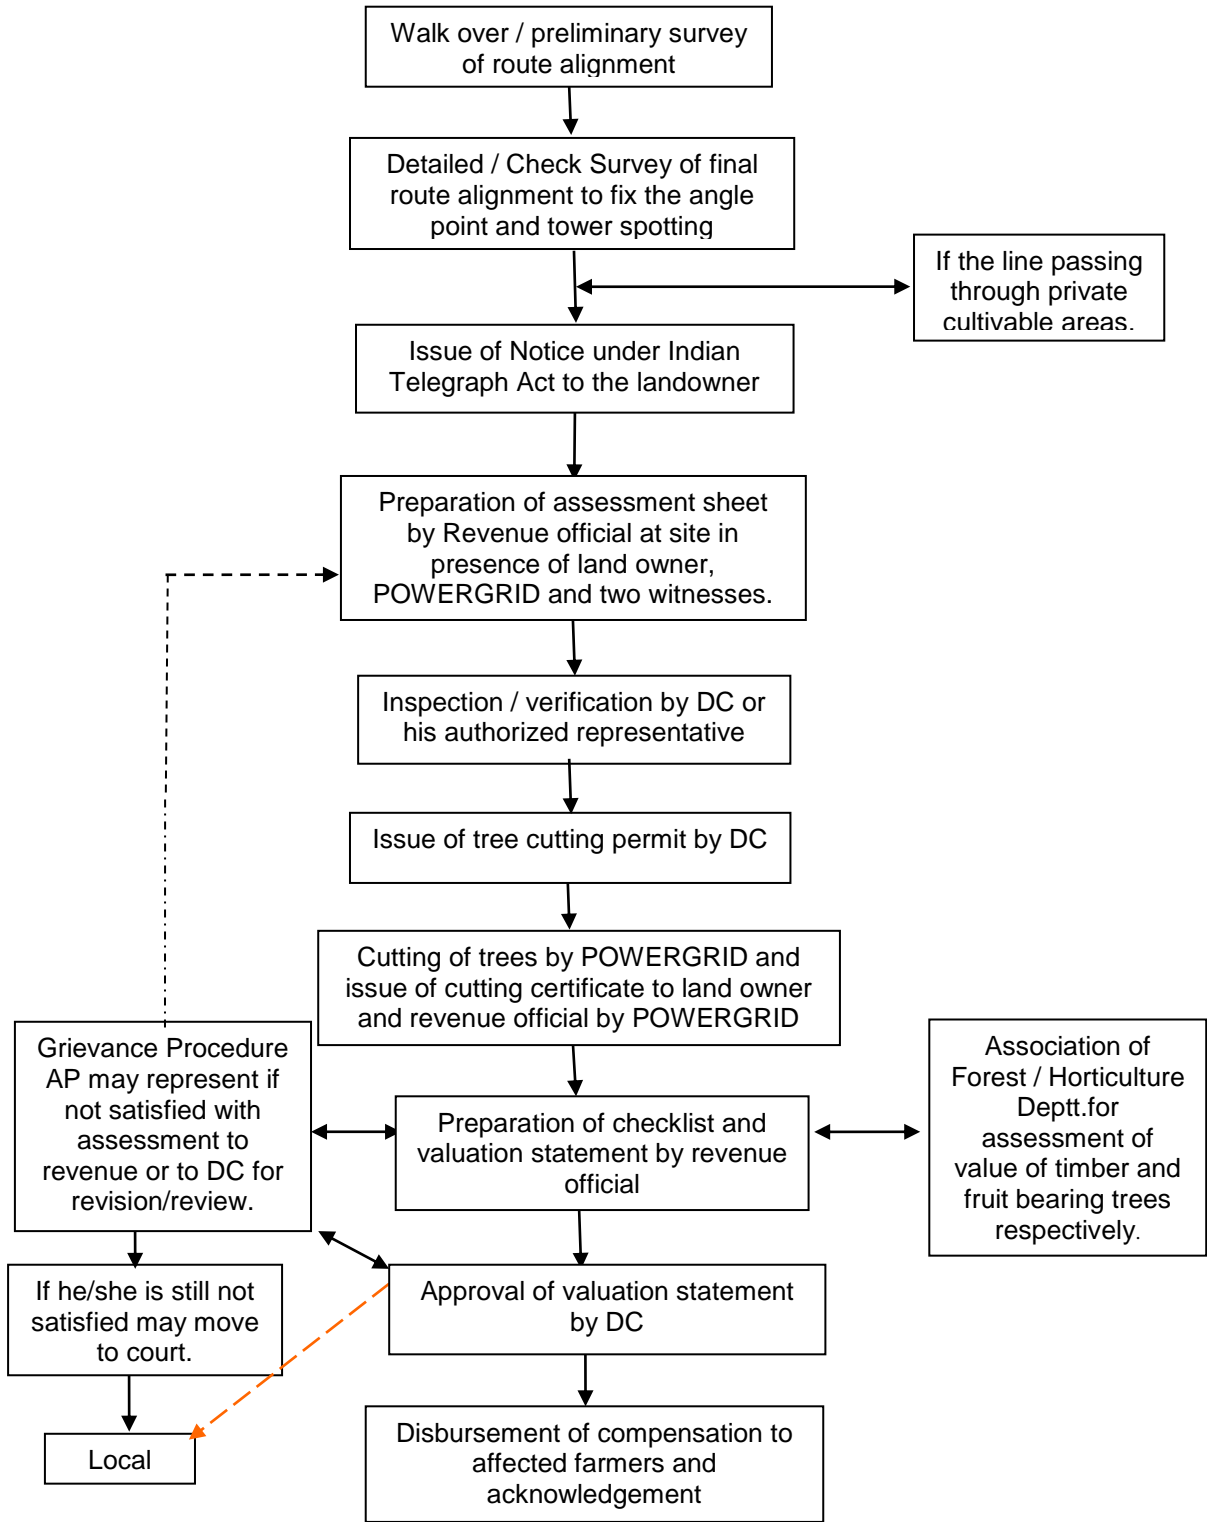 Walk over / preliminary survey
of route alignment
Detailed / Check Survey of final
route alignment to fix the angle
point and tower spotting
If the line passing
through private
cultivable areas.
Issue of Notice under Indian
Telegraph Act to the landowner
Preparation of assessment sheet
by Revenue official at site in
presence of land owner,
POWERGRID and two witnesses.
Inspection / verification by DC or
his authorized representative
Issue of tree cutting permit by DC
Cutting of trees by POWERGRID and
issue of cutting certificate to land owner
and revenue official by POWERGRID
Grievance Procedure
AP may represent if
not satisfied with
assessment to
revenue or to DC for
revision/review.
Preparation of checklist and
valuation statement by revenue
official
Association of
Forest / Horticulture
Deptt.for
assessment of
value of timber and
fruit bearing trees
respectively.
If he/she is still not
satisfied may move
to court.
Approval of valuation statement
by DC
Local
Disbursement of compensation to
affected farmers and
acknowledgement